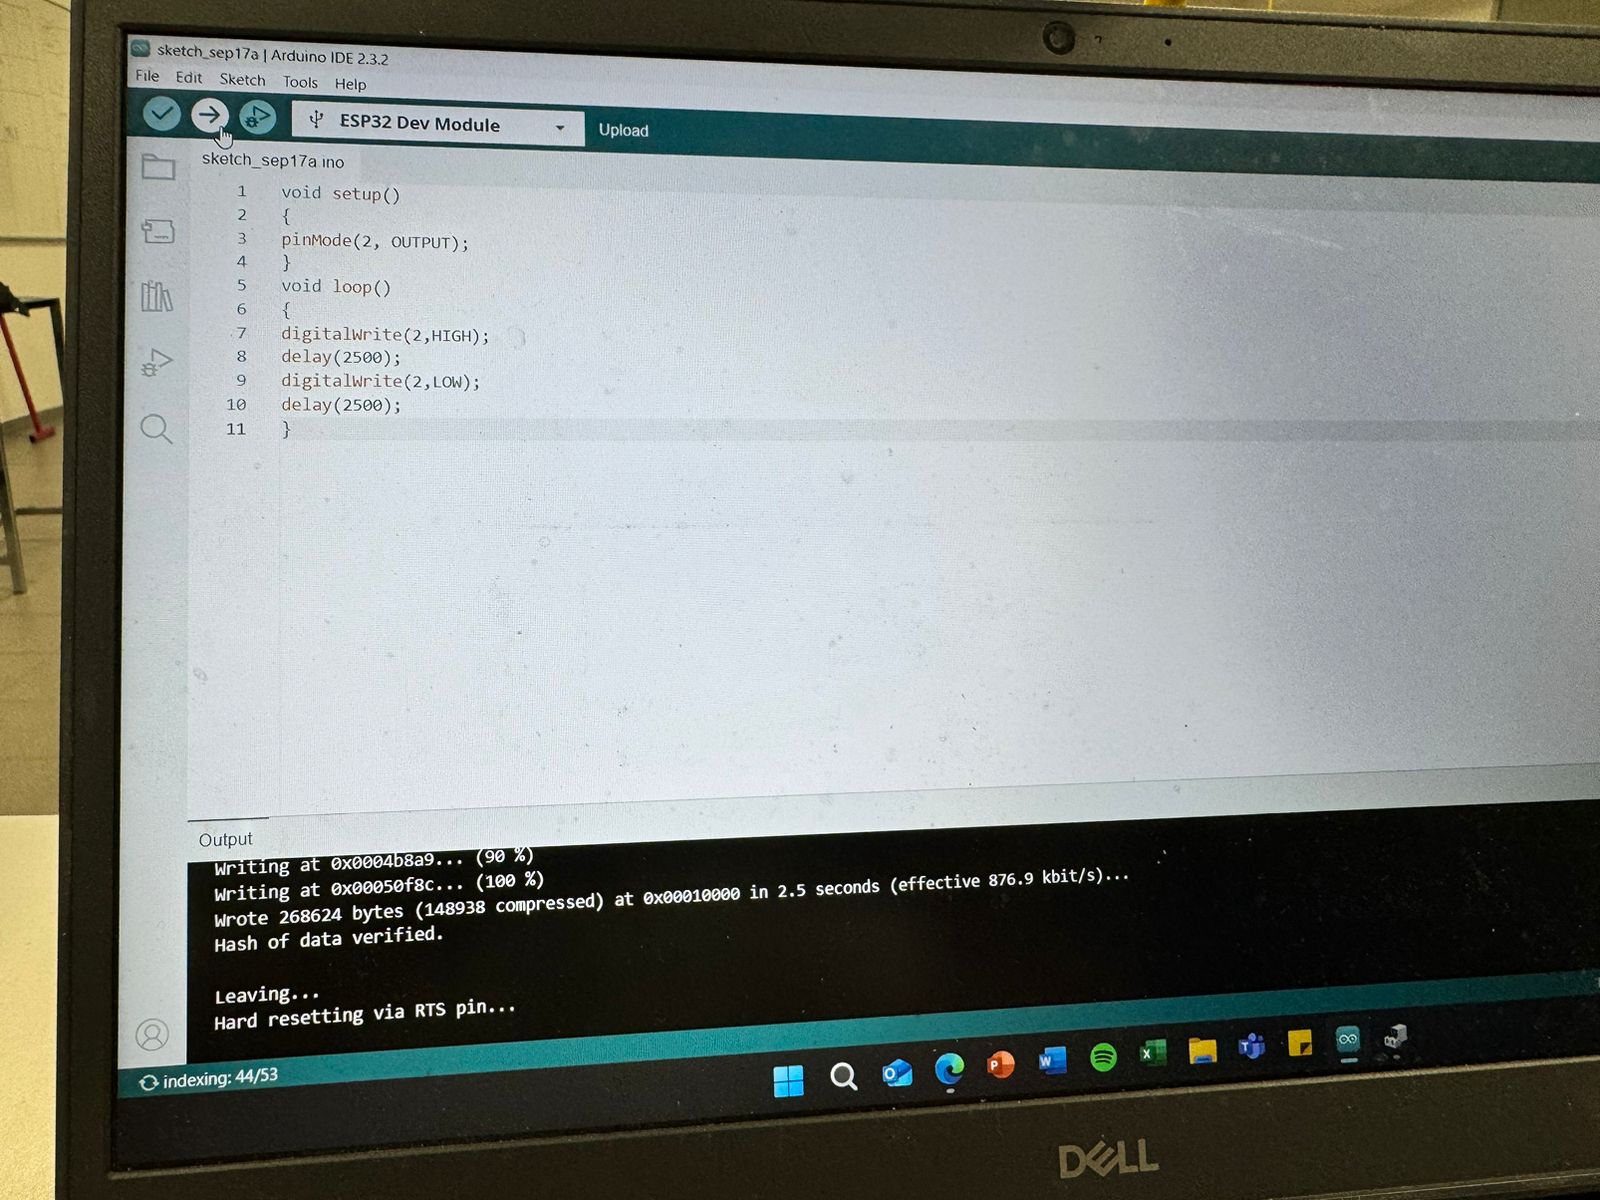 sketch_sep17a | Arduino IDE 2.3.2
File Edit Sketch Tools Help
ESP32 Dev Module
Upload
sketch_sep17a ino
1 void setup()
2 {
3 pinMode(2, OUTPUT);
4 }
5 void loop()
6 {
7 digitalWrite(2,HIGH);
8 delay(2500);
9 digitalWrite(2,LOW);
10 delay(2500);
11 }
Output
Writing at 0x0004b8a9... (90 %)
Writing at 0x00050f8c... (100 %)
Wrote 268624 bytes (148938 compressed) at 0x00010000 in 2.5 seconds (effective 876.9 kbit/s)...
Hash of data verified.
Leaving...
Hard resetting via RTS pin...
indexing: 44/53
DELL